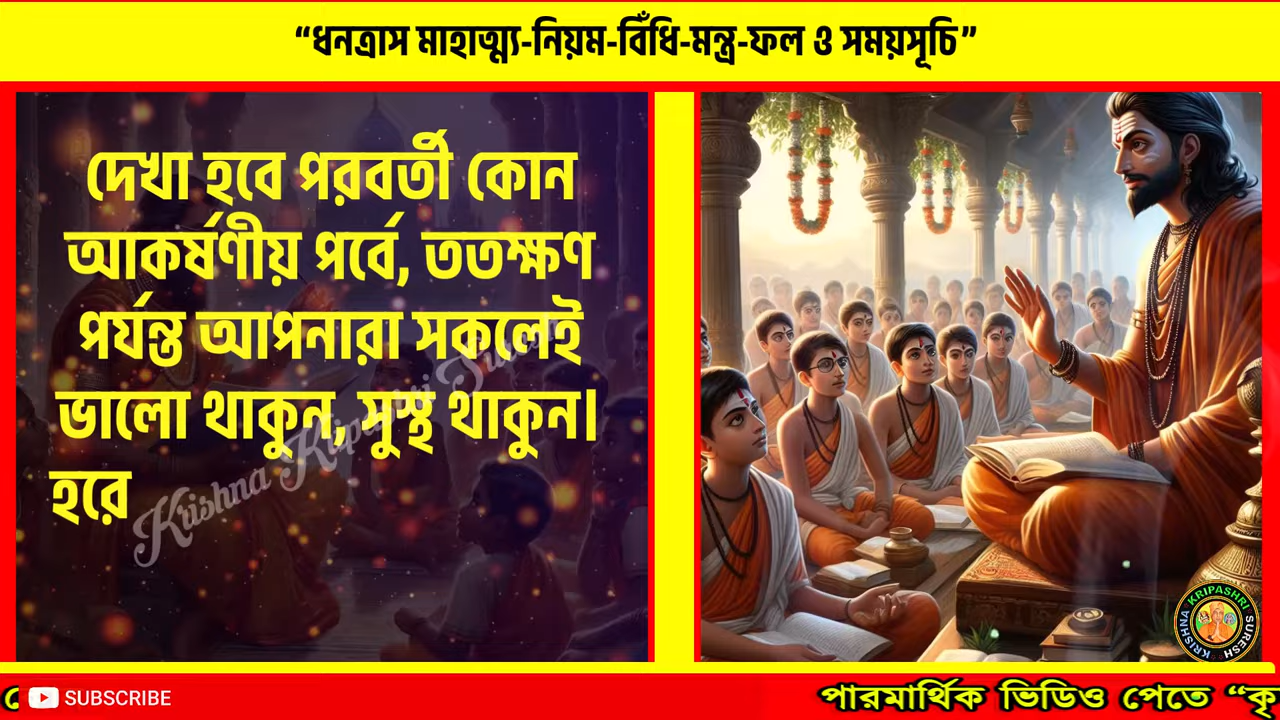 “ধনত্রাস মাহাত্ম্য-নিয়ম-বিঁধি-মন্ত্র-ফল ও সময়সূচি”
দেখা হবে পরবর্তী কোন
আকর্ষণীয় পর্বে, ততক্ষণ
পর্যন্ত আপনারা সকলেই
ভালো থাকুন, সুস্থ থাকুন।
হরে
Krishna Kripashri Suresh
KRISHNA KRIPASHRI SURESH
SUBSCRIBE
পারমার্থিক ভিডিও পেতে “কৃ